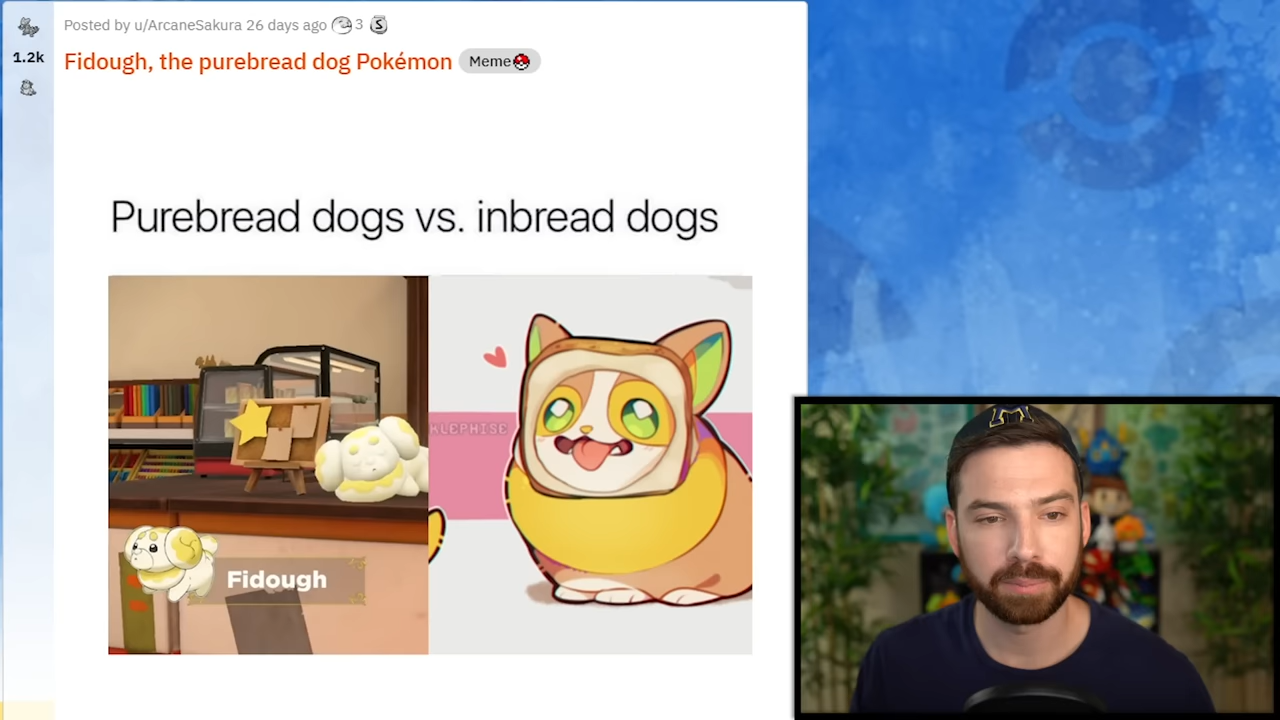 Posted by u/ArcaneSakura 26 days ago 3 S
1.2k
Fidough, the purebread dog Pokémon Meme
Purebread dogs vs. inbread dogs
KLEPHISE
Fidough
M